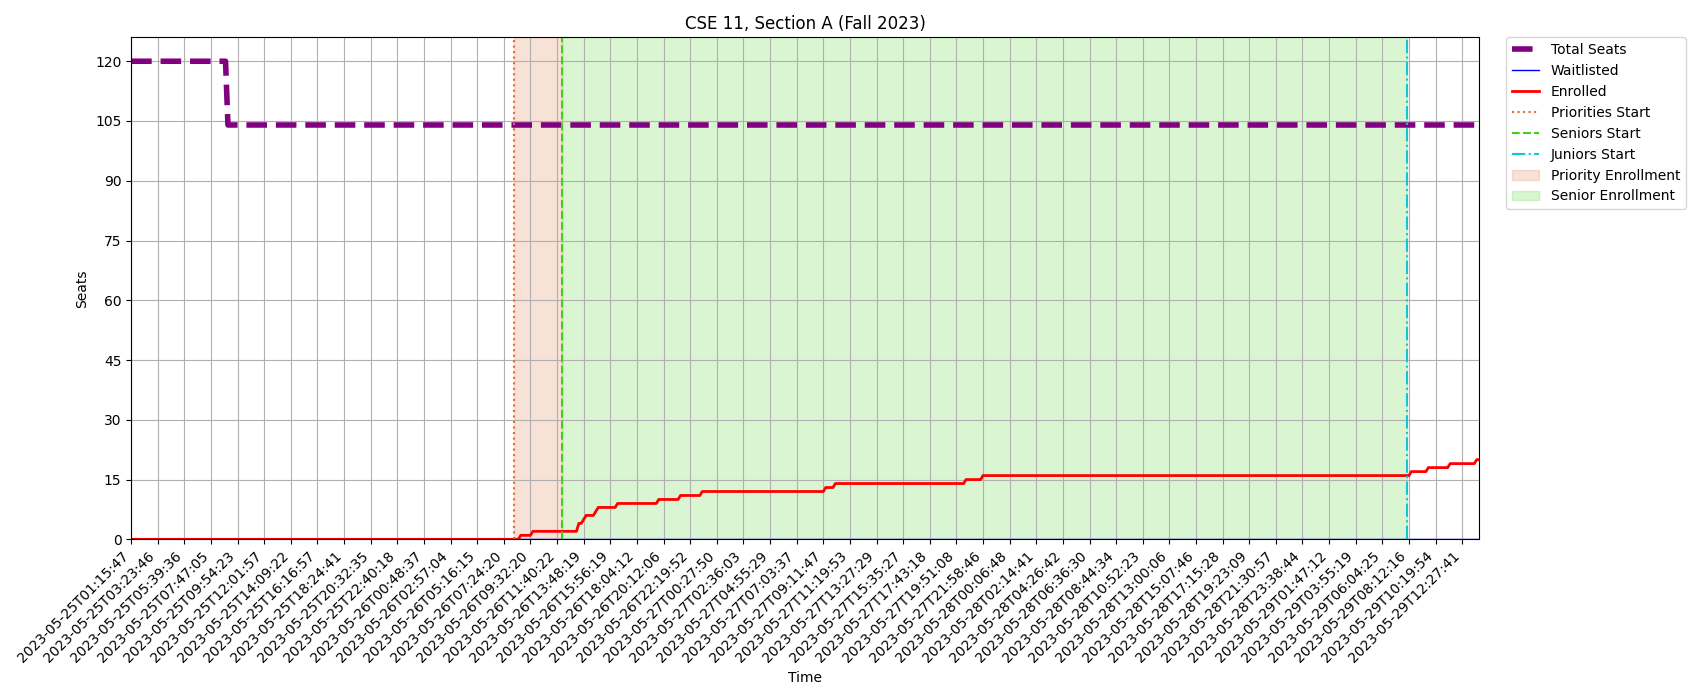 CSE 11, Section A (Fall 2023)
Seats
120
105
90
75
60
45
30
15
0
Total Seats
Waitlisted
Enrolled
Priorities Start
Seniors Start
Juniors Start
Priority Enrollment
Senior Enrollment
2023-05-25T01:15:47
2023-05-25T03:23:46
2023-05-25T05:39:36
2023-05-25T07:47:05
2023-05-25T09:54:23
2023-05-25T12:01:57
2023-05-25T14:09:22
2023-05-25T16:16:57
2023-05-25T18:24:41
2023-05-25T20:32:35
2023-05-25T22:40:18
2023-05-26T00:48:37
2023-05-26T02:57:04
2023-05-26T05:16:15
2023-05-26T07:24:20
2023-05-26T09:32:20
2023-05-26T11:40:22
2023-05-26T13:48:19
2023-05-26T15:56:19
2023-05-26T18:04:12
2023-05-26T20:12:06
2023-05-26T22:19:52
2023-05-27T00:27:50
2023-05-27T02:36:03
2023-05-27T04:55:29
2023-05-27T07:03:37
2023-05-27T09:11:47
2023-05-27T11:19:53
2023-05-27T13:27:29
2023-05-27T15:35:27
2023-05-27T17:43:18
2023-05-27T19:51:08
2023-05-27T21:58:46
2023-05-28T00:06:48
2023-05-28T02:14:41
2023-05-28T04:26:42
2023-05-28T06:36:30
2023-05-28T08:44:34
2023-05-28T10:52:23
2023-05-28T13:00:06
2023-05-28T15:07:46
2023-05-28T17:15:28
2023-05-28T19:23:09
2023-05-28T21:30:57
2023-05-28T23:38:44
2023-05-29T01:47:12
2023-05-29T03:55:19
2023-05-29T06:04:25
2023-05-29T08:12:16
2023-05-29T10:19:54
2023-05-29T12:27:41
Time